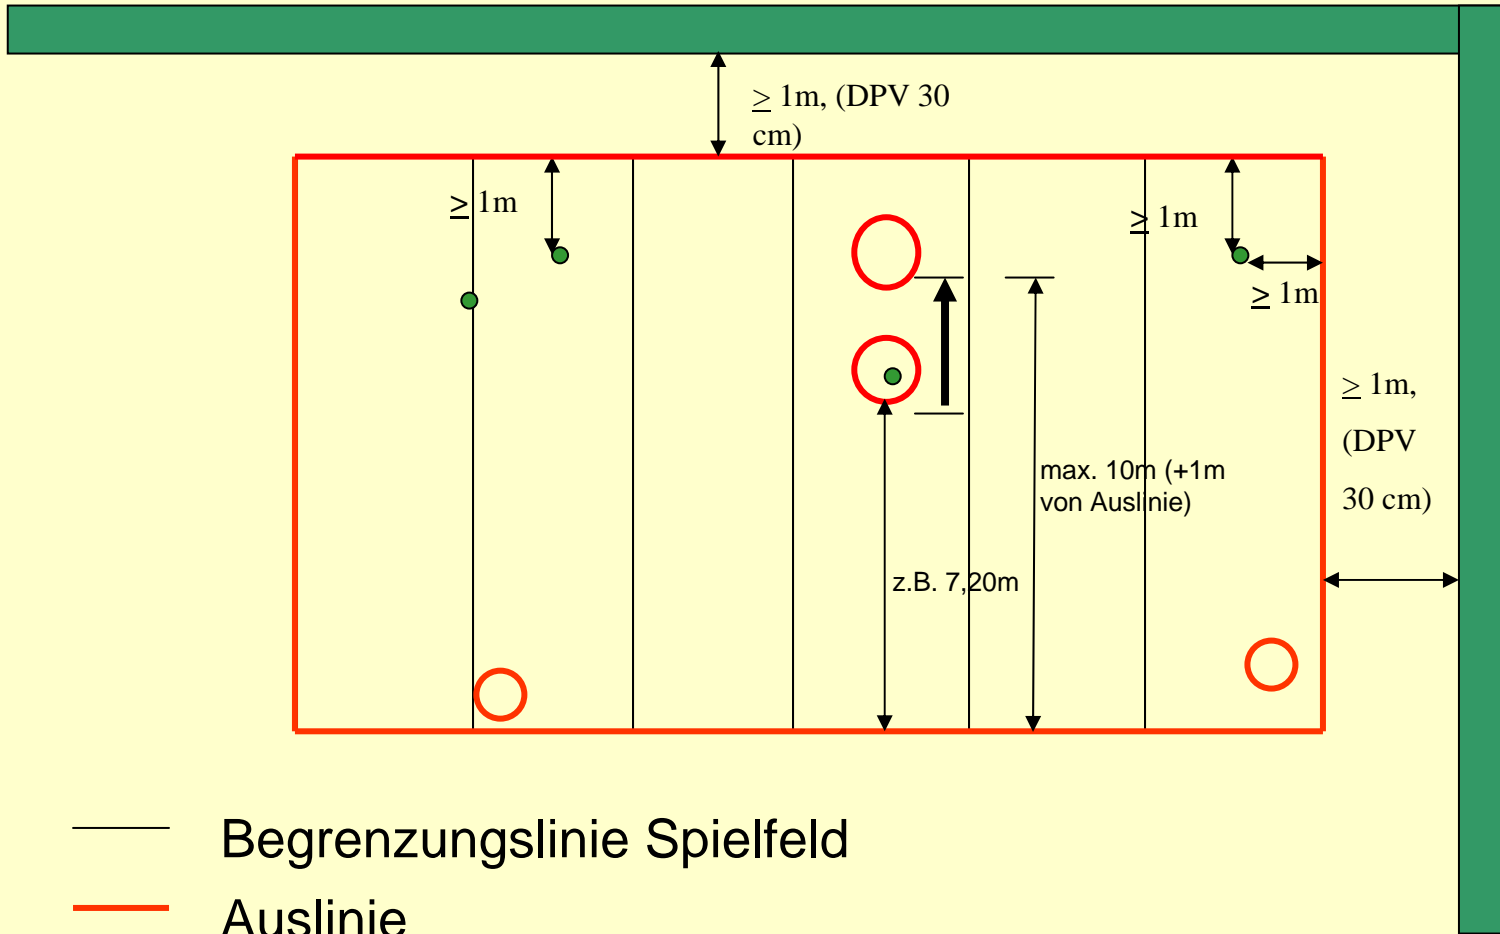 ≥ 1m, (DPV 30
cm)
≥ 1m
≥ 1m
≥ 1m
≥ 1m,
(DPV
30 cm)
max. 10m (+1m
von Auslinie)
z.B. 7,20m
Begrenzungslinie Spielfeld
Auslinie